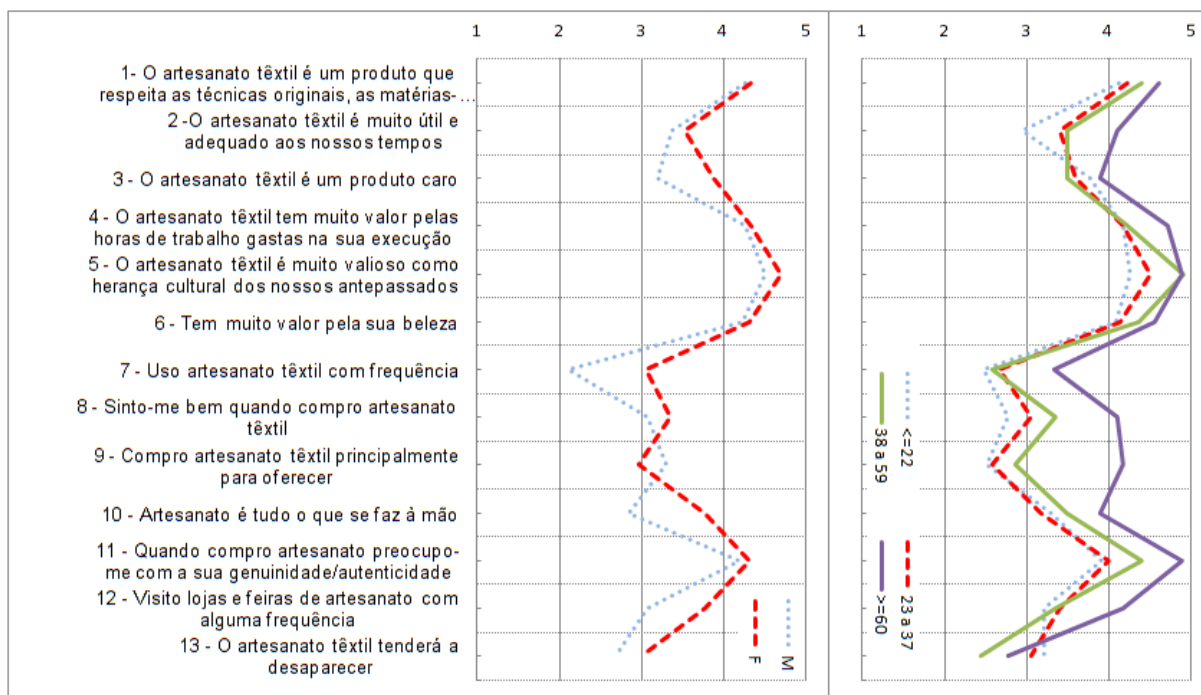 1 2 3 4 5 1 2 3 4 5
1- O artesanato têxtil é um produto que
respeita as técnicas originais, as matérias-...
2 -O artesanato têxtil é muito útil e
adequado aos nossos tempos
3 - O artesanato têxtil é um produto caro
4 - O artesanato têxtil tem muito valor pelas
horas de trabalho gastas na sua execução
5 - O artesanato têxtil é muito valioso como
herança cultural dos nossos antepassados
6 - Tem muito valor pela sua beleza
7 - Uso artesanato têxtil com frequência
8 - Sinto-me bem quando compro artesanato
têxtil
9 - Compro artesanato têxtil principalmente
para oferecer
10 - Artesanato é tudo o que se faz à mão
11 - Quando compro artesanato preocupo-
me com a sua genuinidade/autenticidade
12 - Visito lojas e feiras de artesanato com
alguma frequência
13 - O artesanato têxtil tenderá a
desaparecer
M
F
<=22
23 a 37
38 a 59
>=60